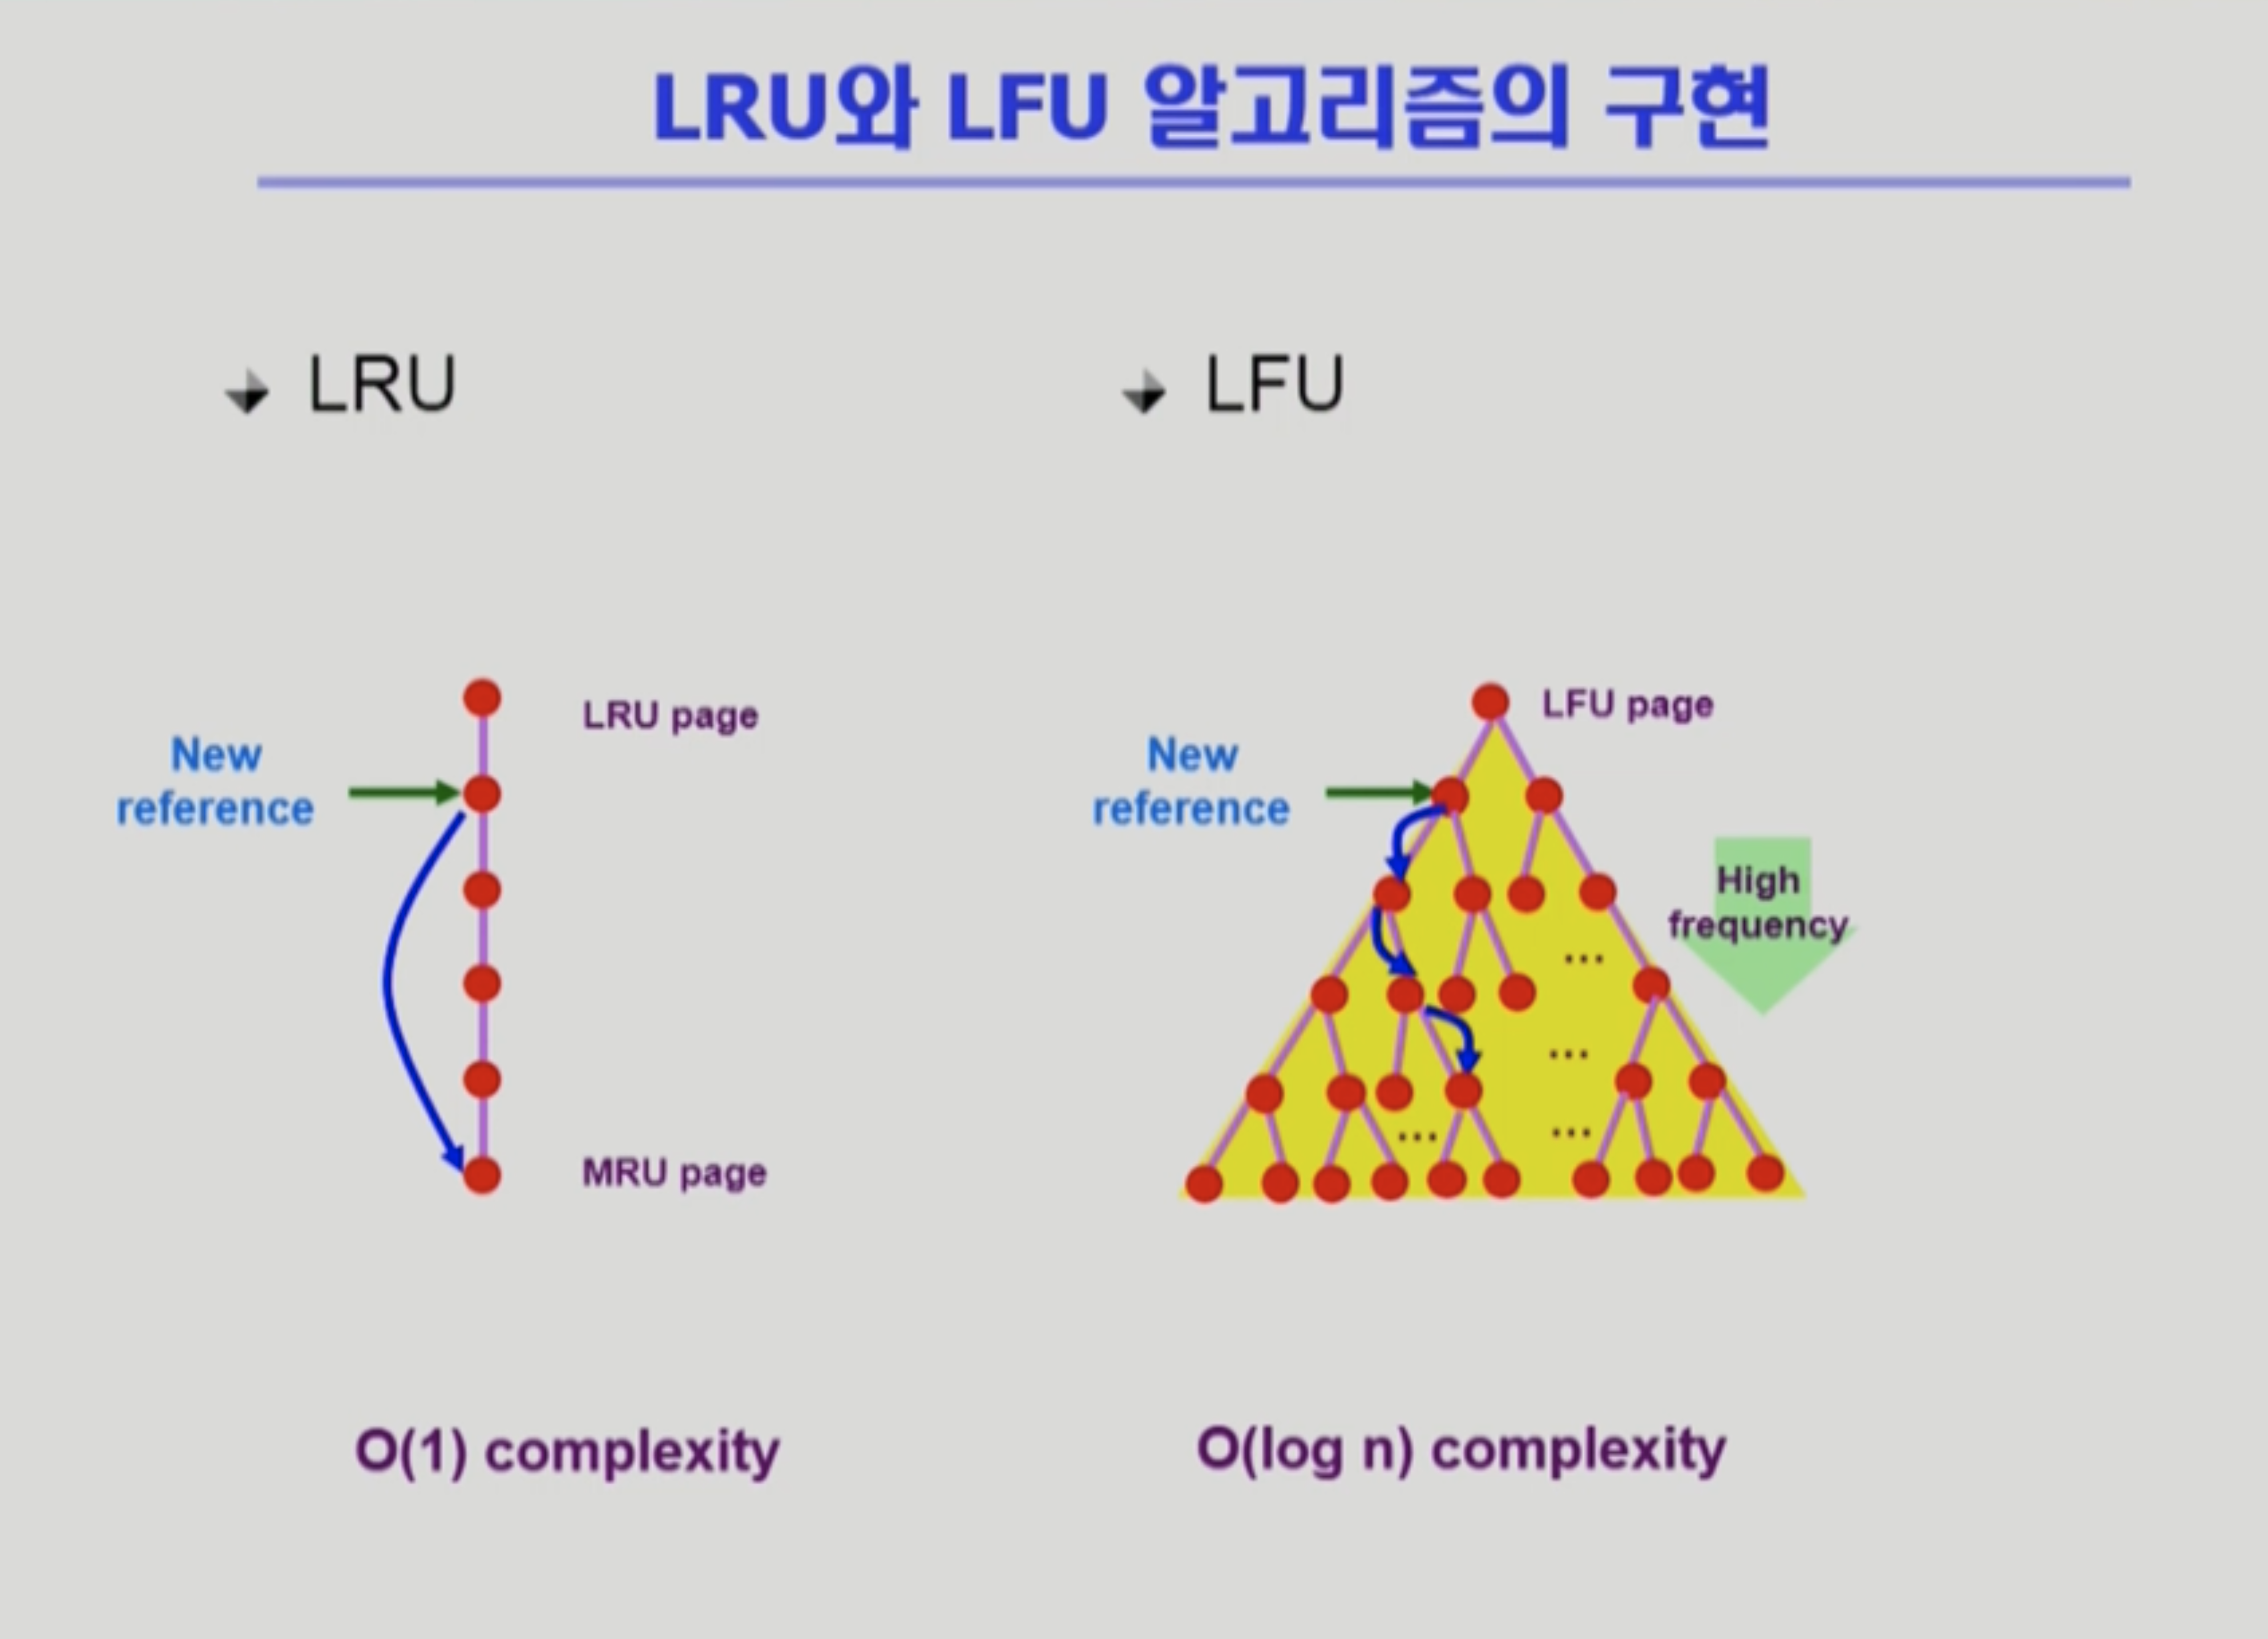 LRU와 LFU 알고리즘의 구현
LRU
New
reference
LRU page
MRU page
O(1) complexity
LFU
New
reference
LFU page
High
frequency
...
...
...
...
O(log n) complexity